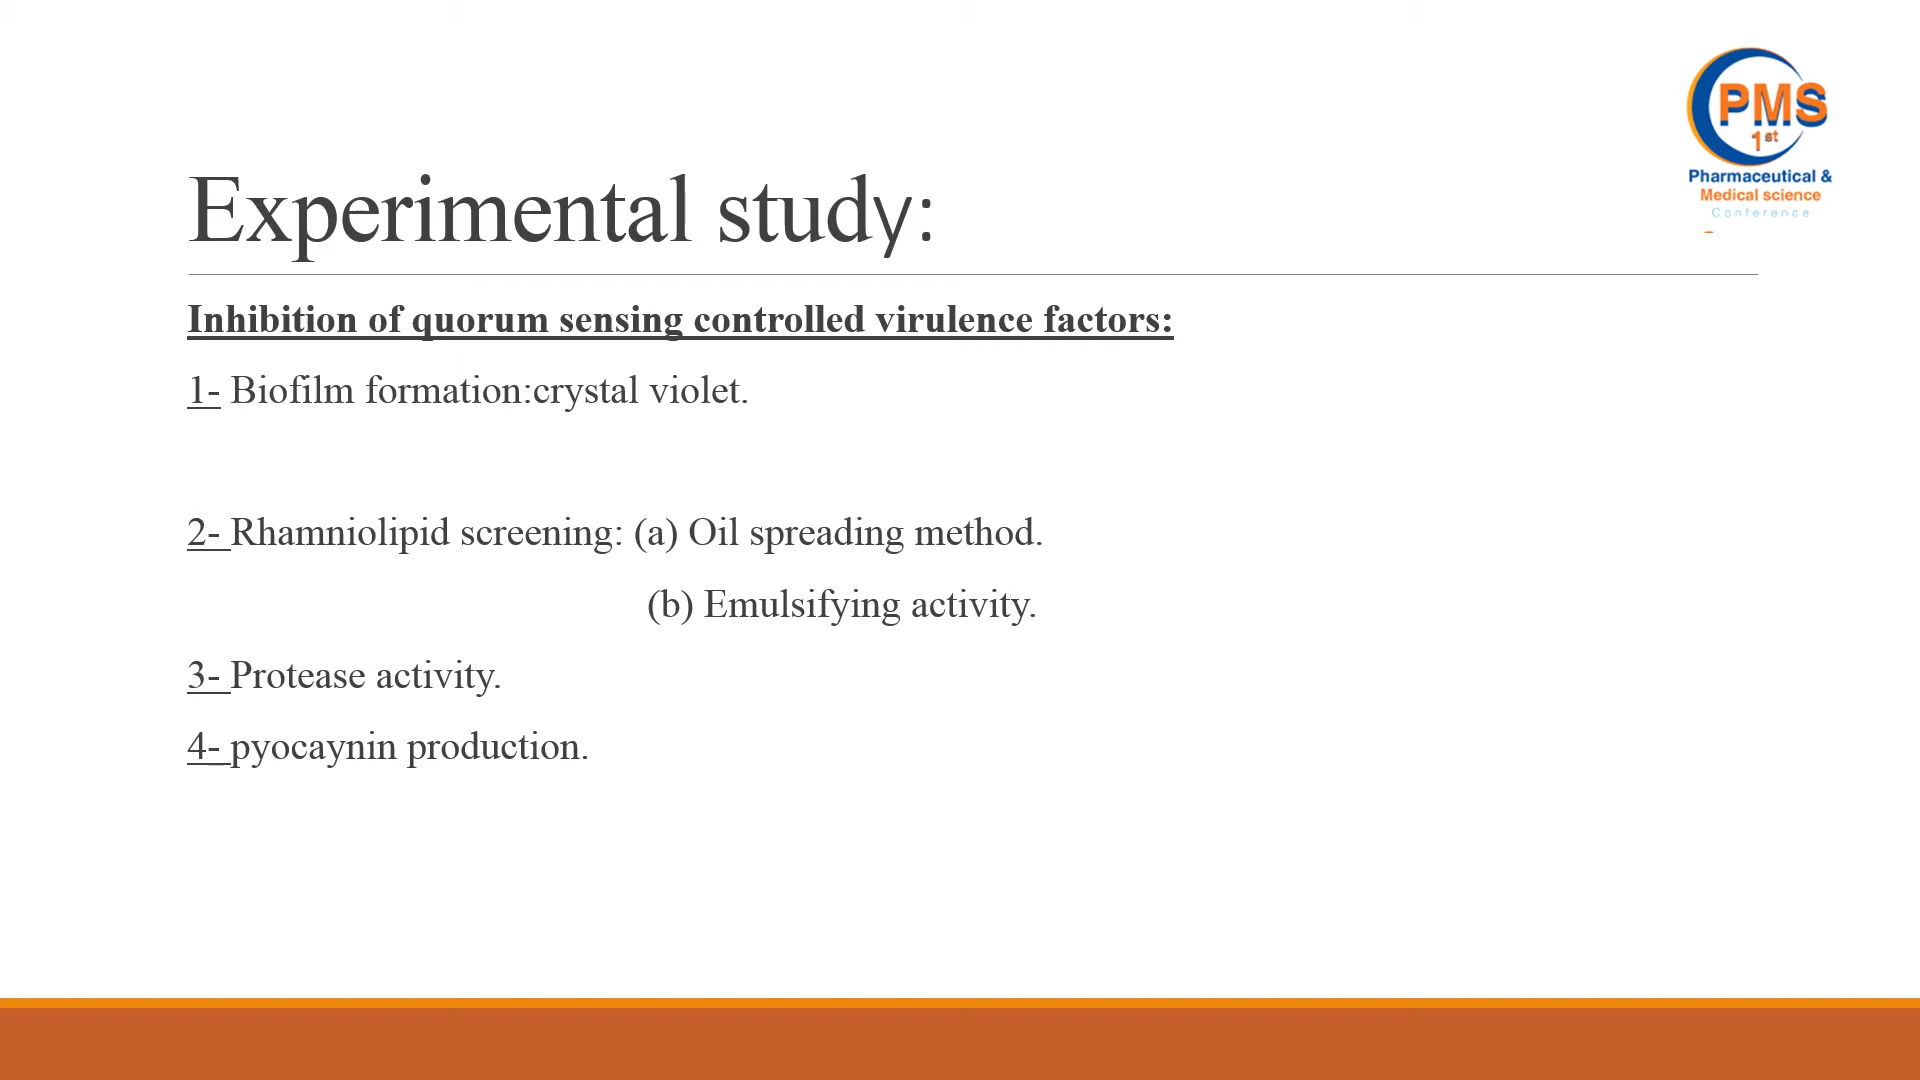 PMS
1st
Pharmaceutical &
Medical science
Conference
Experimental study:
Inhibition of quorum sensing controlled virulence factors:
1- Biofilm formation:crystal violet.
2- Rhamniolipid screening: (a) Oil spreading method.
(b) Emulsifying activity.
3- Protease activity.
4- pyocaynin production.